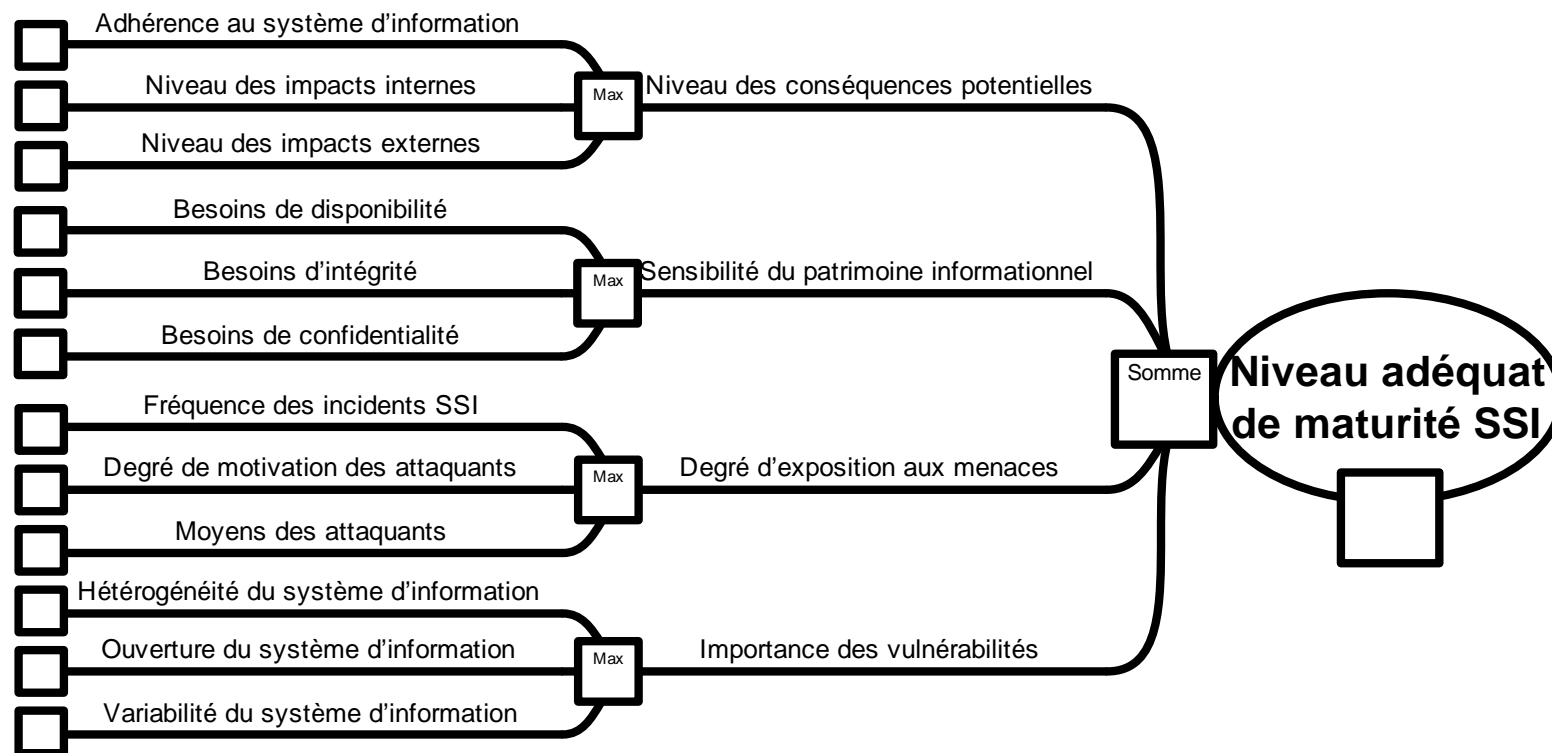 Adhérence au système d'information
Niveau des impacts internes
Max
Niveau des conséquences potentielles
Niveau des impacts externes
Besoins de disponibilité
Besoins d'intégrité
Max
Sensibilité du patrimoine informationnel
Besoins de confidentialité
Somme
Niveau adéquat
de maturité SSI
Fréquence des incidents SSI
Degré de motivation des attaquants
Max
Degré d'exposition aux menaces
Moyens des attaquants
Hétérogénéité du système d'information
Ouverture du système d'information
Max
Importance des vulnérabilités
Variabilité du système d'information